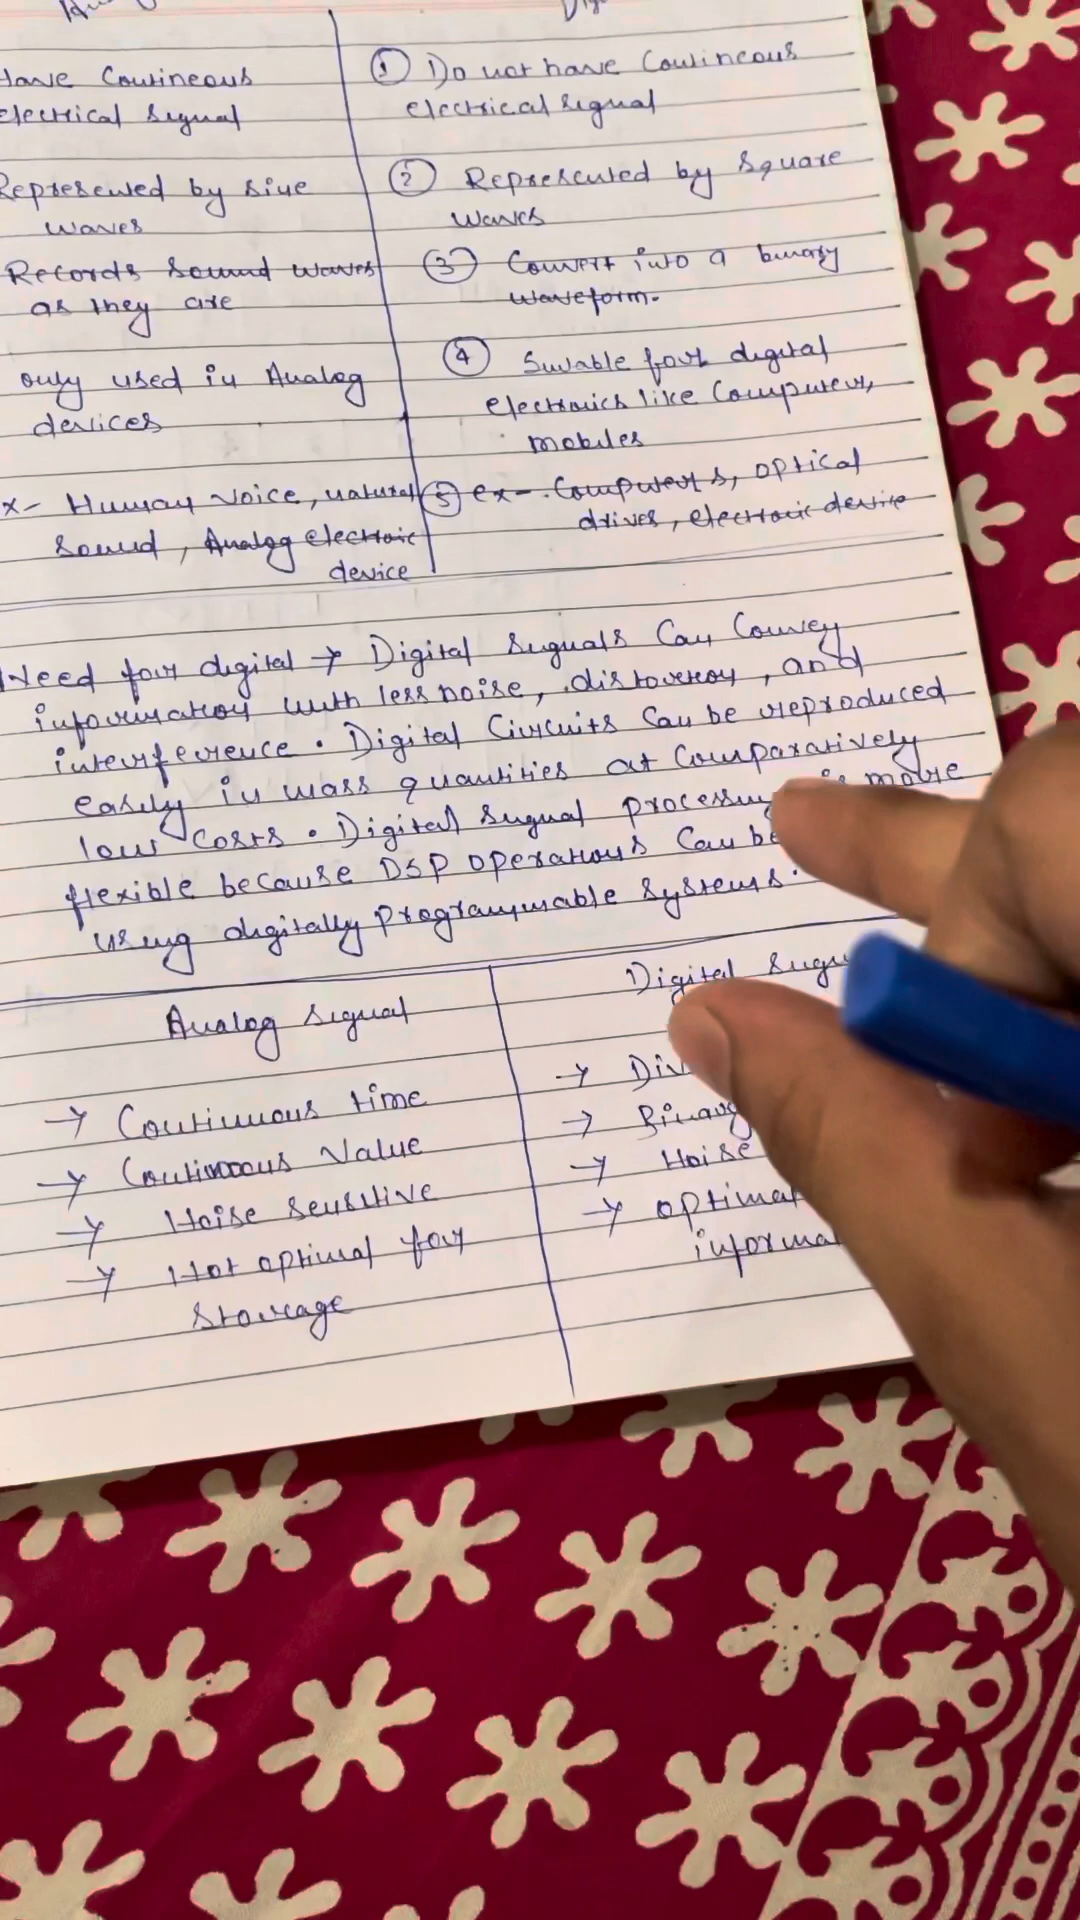 Have Contineous
electrical signal
① Do not have Contineous
electrical signal
Represented by sine
waves
② Represented by square
waves
Records sound waves
as they are
③ Convert into a binary
waveform.
only used in Analog
devices
④ Suitable for digital
electronics like Computers,
mobiles
x- Human voice, natural
sound, Analog electronic
device
⑤ ex- Computers, optical
drives, electronic device
Need for digital → Digital signals Can Convey
information with less noise, distortion, and
interference. Digital Circuits Can be reproduced
easily in mass quantities at Comparatively
low costs. Digital signal processing is more
flexible because DSP operations Can be
using digitally programmable systems.
Analog signal
→ Continuous time
→ Continuous Value
→ Noise sensitive
→ Not optimal for
storage
Digital
→
→ Binary
→ Noise
→ optimal